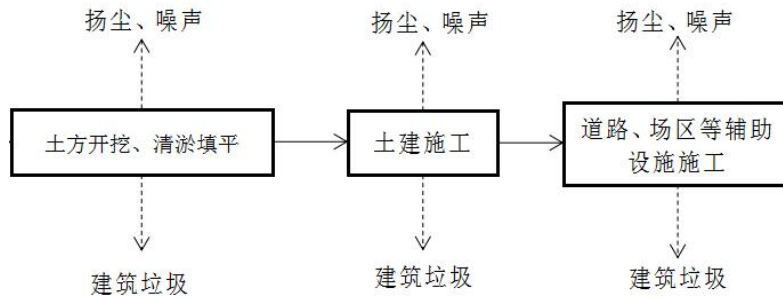 扬尘、噪声
扬尘、噪声
扬尘、噪声
土方开挖、清淤填平
土建施工
道路、场区等辅助
设施施工
建筑垃圾
建筑垃圾
建筑垃圾